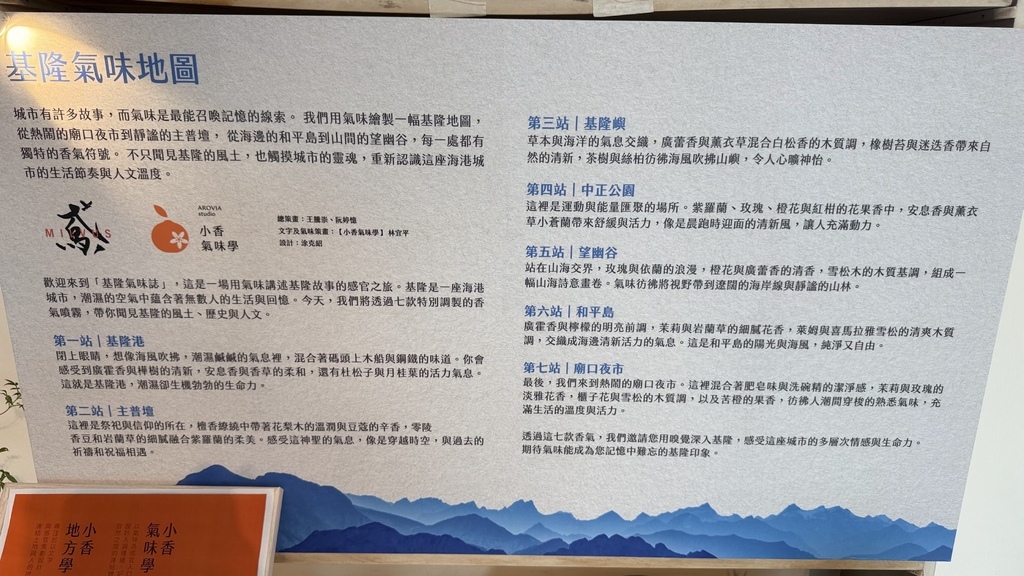 基隆氣味地圖
城市有許多故事，而氣味是最能召喚記憶的線索。 我們用氣味繪製一幅基隆地圖，
從熱鬧的廟口夜市到靜謐的主普壇， 從海邊的和平島到山間的望幽谷，每一處都有
獨特的香氣符號。 不只聞見基隆的風土，也觸摸城市的靈魂，重新認識這座海港城
市的生活節奏與人文溫度。
AROVIA
studio
小香
氣味學
總策畫：王騰崇、阮婷憶
文字及氣味策畫：【小香氣味學】 林宜平
設計：涂克紹
歡迎來到「基隆氣味誌」，這是一場用氣味講述基隆故事的感官之旅。基隆是一座海港
城市，潮濕的空氣中蘊含著無數人的生活與回憶。今天，我們將透過七款特別調製的香
氣噴霧，帶你聞見基隆的風土、歷史與人文。
第一站｜基隆港
閉上眼睛，想像海風吹拂，潮濕鹹鹹的氣息裡，混合著碼頭上木船與鋼鐵的味道。你會
感受到廣藿香與樺樹的清新，安息香與香草的柔和，還有杜松子與月桂葉的活力氣息。
這就是基隆港，潮濕卻生機勃勃的生命力。
第二站｜主普壇
這裡是祭祀與信仰的所在，檀香繚繞中帶著花梨木的溫潤與豆蔻的辛香，零陵
香豆和岩蘭草的細膩融合紫羅蘭的柔美。感受這神聖的氣息，像是穿越時空，與過去的
祈禱和祝福相遇。
第三站｜基隆嶼
草本與海洋的氣息交織，廣藿香與薰衣草混合白松香的木質調，橡樹苔與迷迭香帶來自
然的清新，茶樹與絲柏彷彿海風吹拂山嶼，令人心曠神怡。
第四站｜中正公園
這裡是運動與能量匯聚的場所。紫羅蘭、玫瑰、橙花與紅柑的花果香中，安息香與薰衣
草小蒼蘭帶來舒緩與活力，像是晨跑時迎面的清新風，讓人充滿動力。
第五站｜望幽谷
站在山海交界，玫瑰與依蘭的浪漫，橙花與廣藿香的清香，雪松木的木質基調，組成一
幅山海詩意畫卷。氣味彷彿將視野帶到遼闊的海岸線與靜謐的山林。
第六站｜和平島
廣霍香與檸檬的明亮前調，茉莉與岩蘭草的細膩花香，萊姆與喜馬拉雅雪松的清爽木質
調，交織成海邊清新活力的氣息。這是和平島的陽光與海風，純淨又自由。
第七站｜廟口夜市
最後，我們來到熱鬧的廟口夜市。這裡混合著肥皂味與洗碗精的潔淨感，茉莉與玫瑰的
淡雅花香，櫃子花與雪松的木質調，以及苦橙的果香，彷彿人潮間穿梭的熟悉氣味，充
滿生活的溫度與活力。
透過這七款香氣，我們邀請您用嗅覺深入基隆，感受這座城市的多層次情感與生命力。
期待氣味能成為您記憶中難忘的基隆印象。
小香
氣味學
小香
地方學